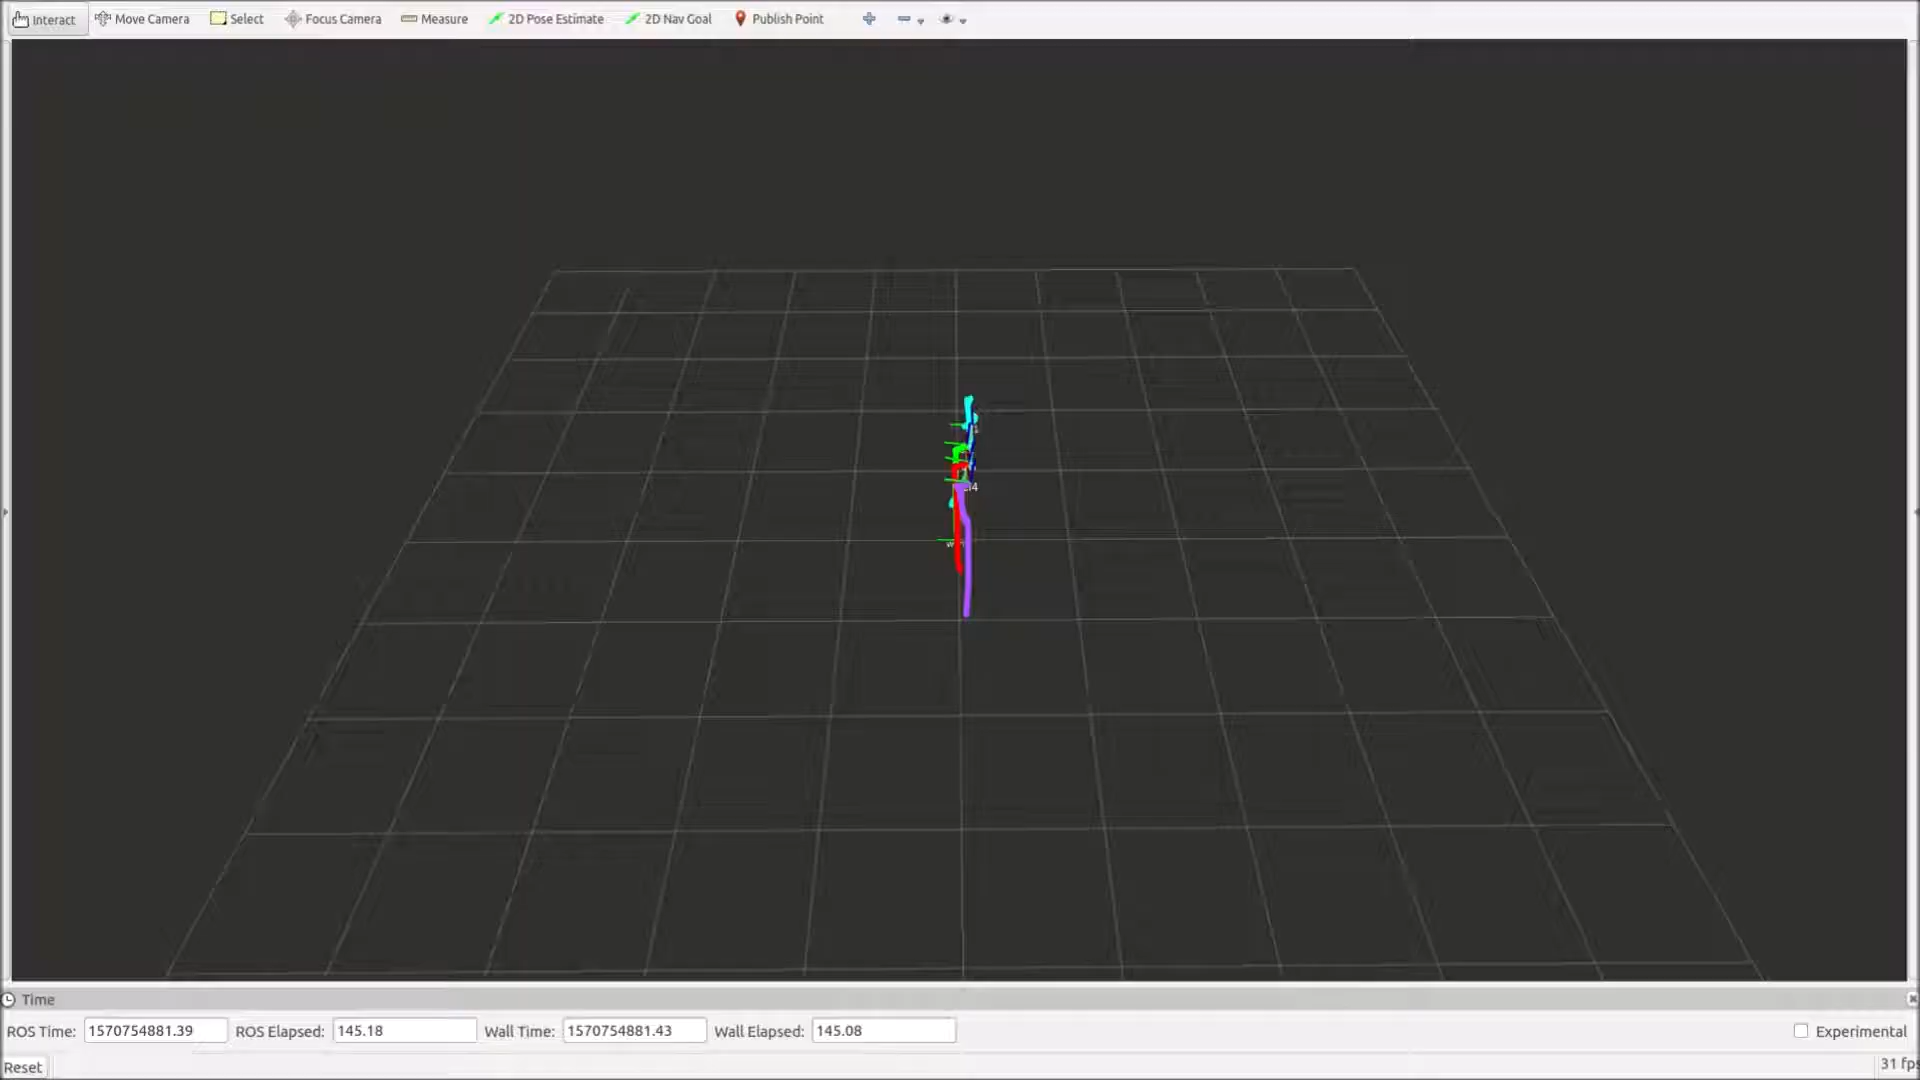 Interact Move Camera Select Focus Camera Measure 2D Pose Estimate 2D Nav Goal Publish Point
Time
ROS Time: 1570754881.39 ROS Elapsed: 145.18 Wall Time: 1570754881.43 Wall Elapsed: 145.08 Experimental
Reset 31 fps